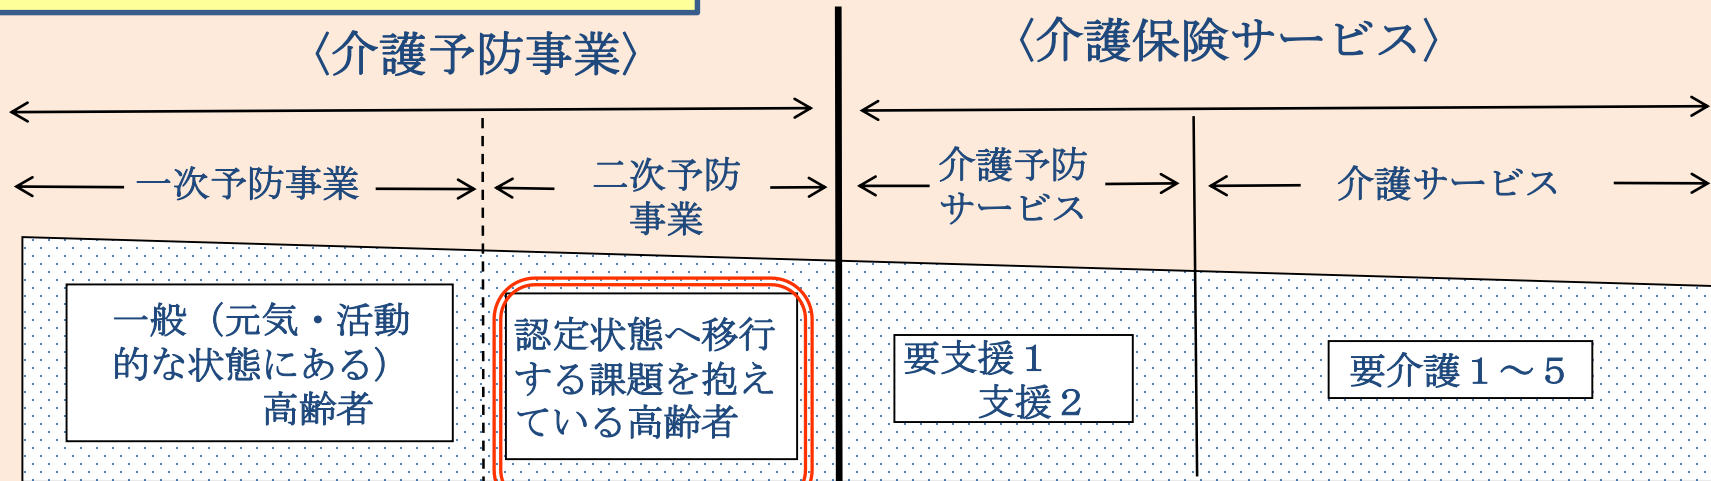 〈介護予防事業〉
〈介護保険サービス〉
一次予防事業
二次予防
事業
介護予防
サービス
介護サービス
一般（元気・活動
的な状態にある）
高齢者
認定状態へ移行
する課題を抱え
ている高齢者
要支援１
支援２
要介護１～５